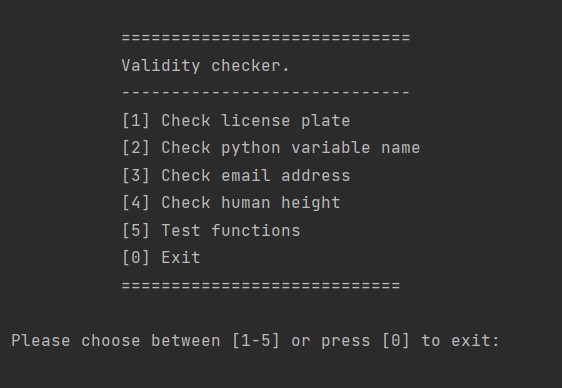 =============================
Validity checker.
-----------------------------
[1] Check license plate
[2] Check python variable name
[3] Check email address
[4] Check human height
[5] Test functions
[0] Exit
============================
Please choose between [1-5] or press [0] to exit: